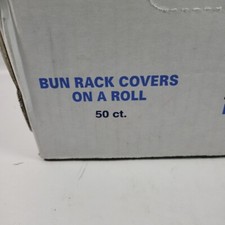 BUN RACK COVERS
ON A ROLL
50 ct.